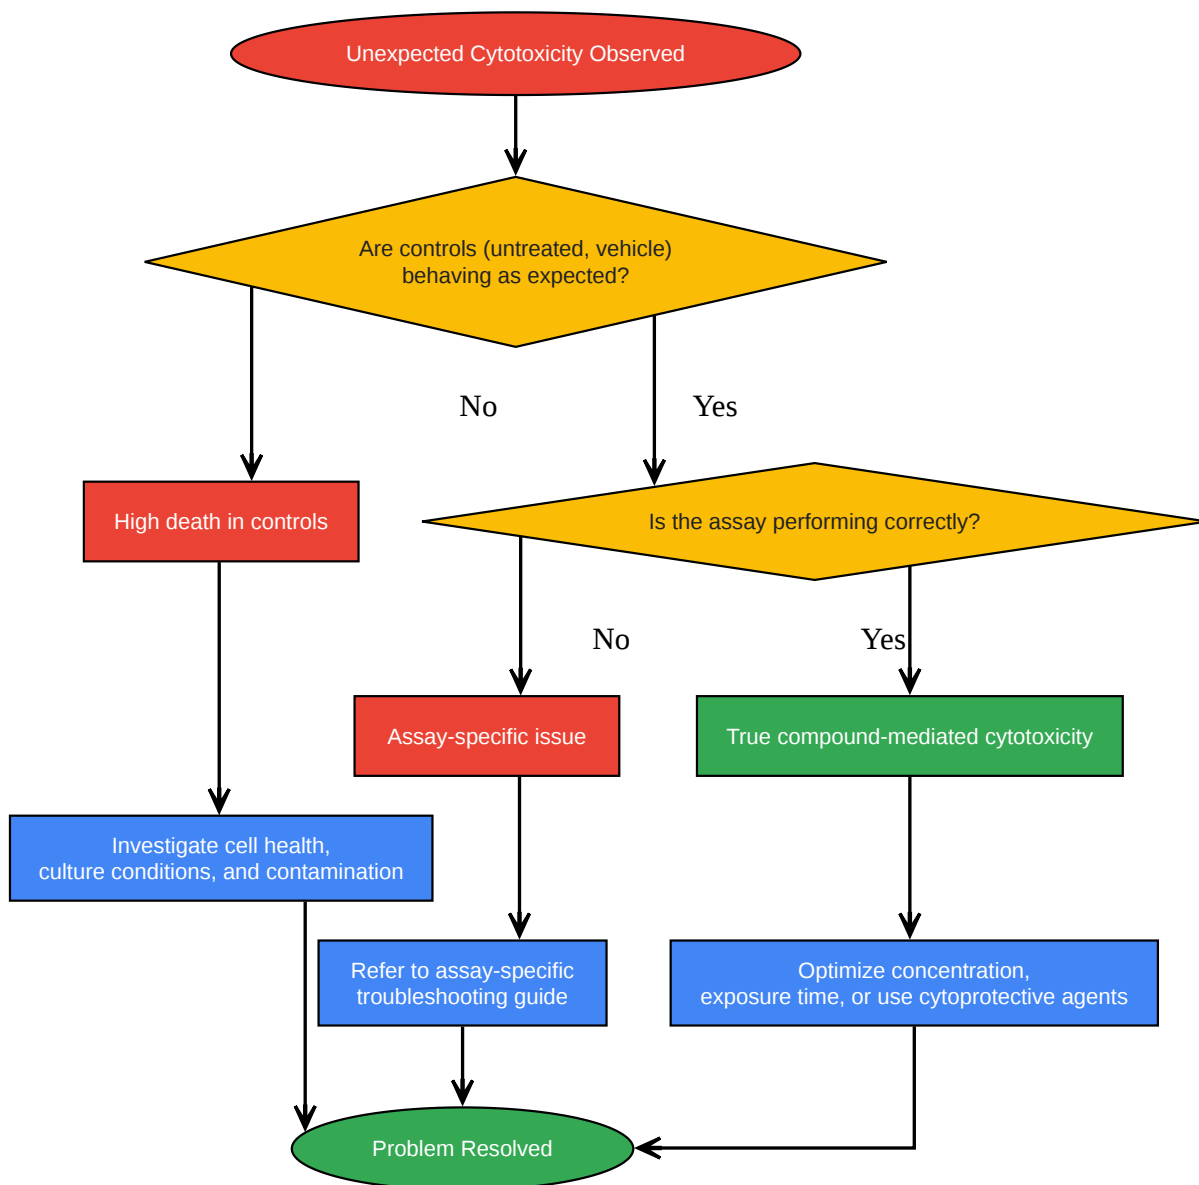 Unexpected Cytotoxicity Observed
Are controls (untreated, vehicle)
behaving as expected?
No
Yes
High death in controls
Is the assay performing correctly?
No
Yes
Assay-specific issue
True compound-mediated cytotoxicity
Investigate cell health,
culture conditions, and contamination
Refer to assay-specific
troubleshooting guide
Optimize concentration,
exposure time, or use cytoprotective agents
Problem Resolved